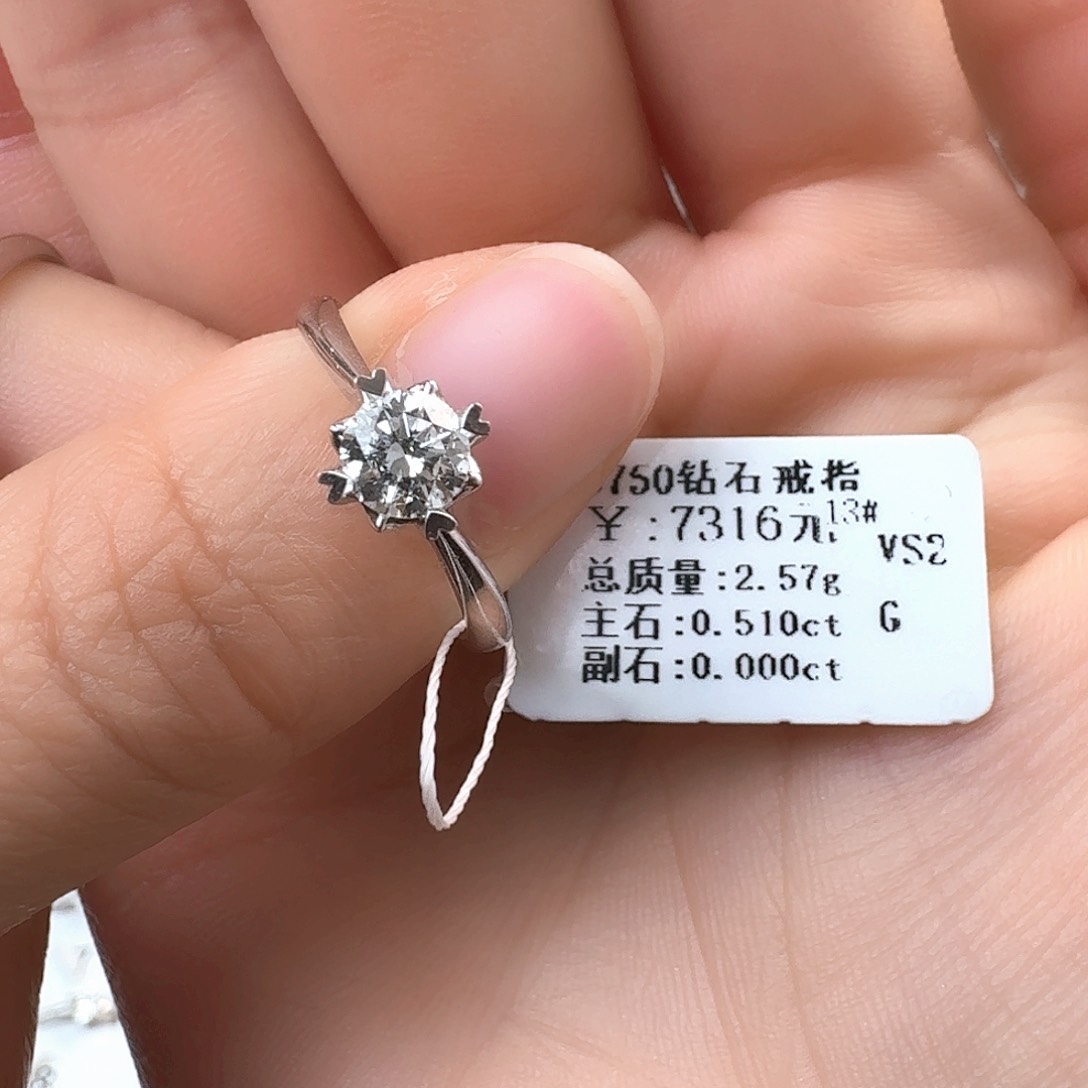 750钻石戒指
￥:7316元 13#
VS2
总质量:2.57g
主石:0.510ct G
副石:0.000ct